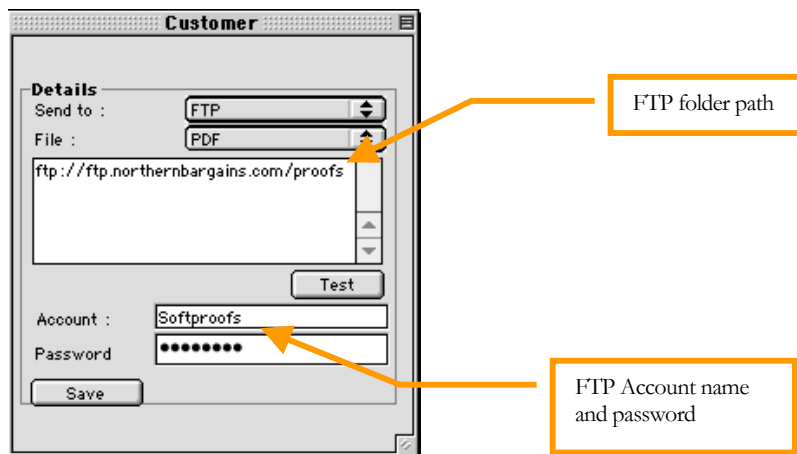 Customer
Details
Send to :
FTP
File :
PDF
ftp://ftp.northernbargains.com/proofs
Test
Account :
Softproofs
Password
●●●●●●●●
Save
FTP folder path
FTP Account name
and password